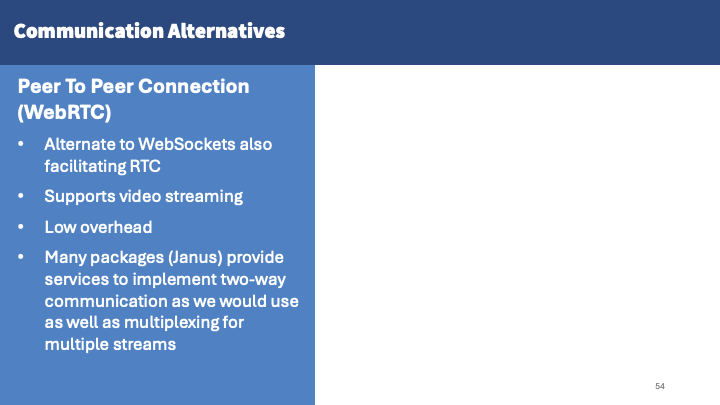 Communication Alternatives
Peer To Peer Connection
(WebRTC)
• Alternate to WebSockets also
facilitating RTC
• Supports video streaming
• Low overhead
• Many packages (Janus) provide
services to implement two-way
communication as we would use
as well as multiplexing for
multiple streams
54